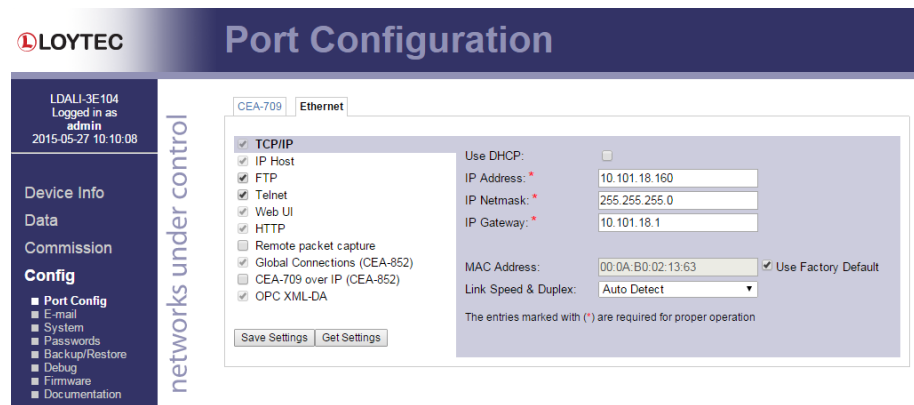 LOYTEC
Port Configuration
LDALI-3E104
Logged in as
admin
2015-05-27 10:10:08
Device Info
Data
Commission
Config
Port Config
E-mail
System
Passwords
Backup/Restore
Debug
Firmware
Documentation
networks under control
CEA-709
Ethernet
TCP/IP
IP Host
FTP
Telnet
Web UI
HTTP
Remote packet capture
Global Connections (CEA-852)
CEA-709 over IP (CEA-852)
OPC XML-DA
Save Settings
Get Settings
Use DHCP:
IP Address: * 10.101.18.160
IP Netmask: * 255.255.255.0
IP Gateway: * 10.101.18.1
MAC Address: 00:0A:B0:02:13:63 Use Factory Default
Link Speed & Duplex: Auto Detect
The entries marked with (*) are required for proper operation